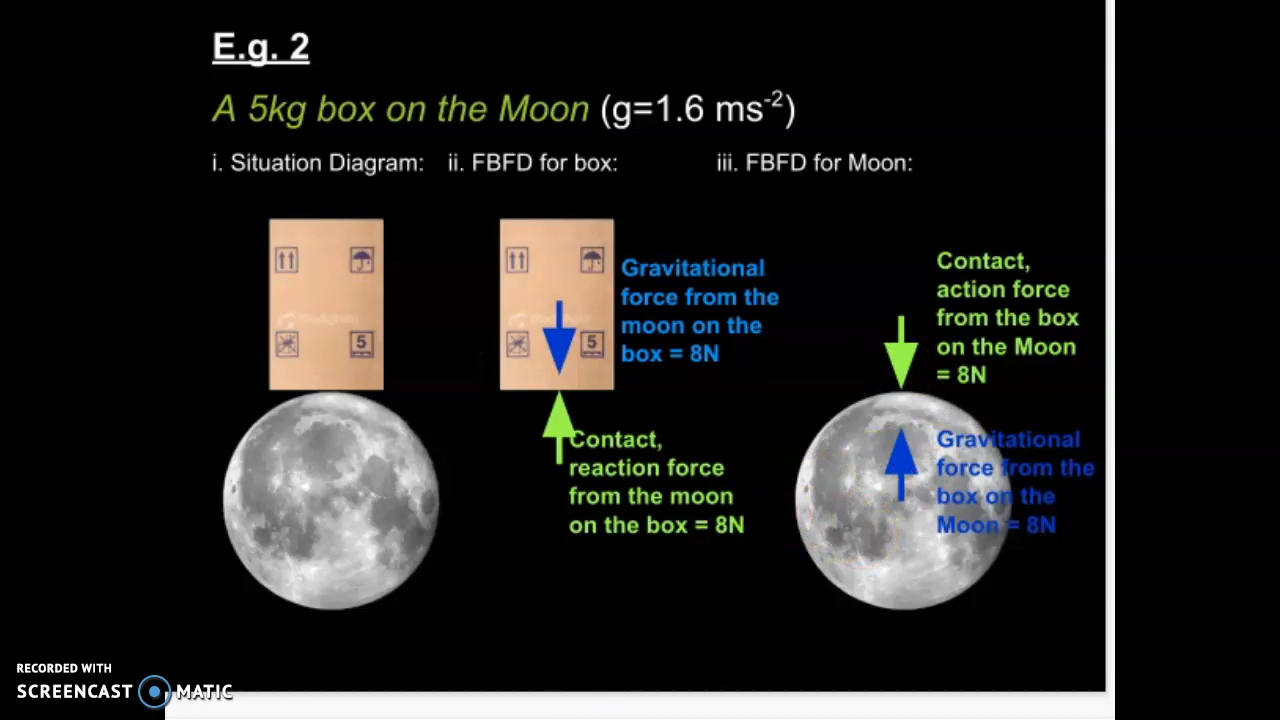 E.g. 2
A 5kg box on the Moon (g=1.6 ms⁻²)
i. Situation Diagram:
ii. FBFD for box:
iii. FBFD for Moon:
5
5
Gravitational
force from the
moon on the
box = 8N
Contact,
reaction force
from the moon
on the box = 8N
Contact,
action force
from the box
on the Moon
= 8N
Gravitational
force from the
box on the
Moon = 8N
RECORDED WITH
SCREENCAST MATIC